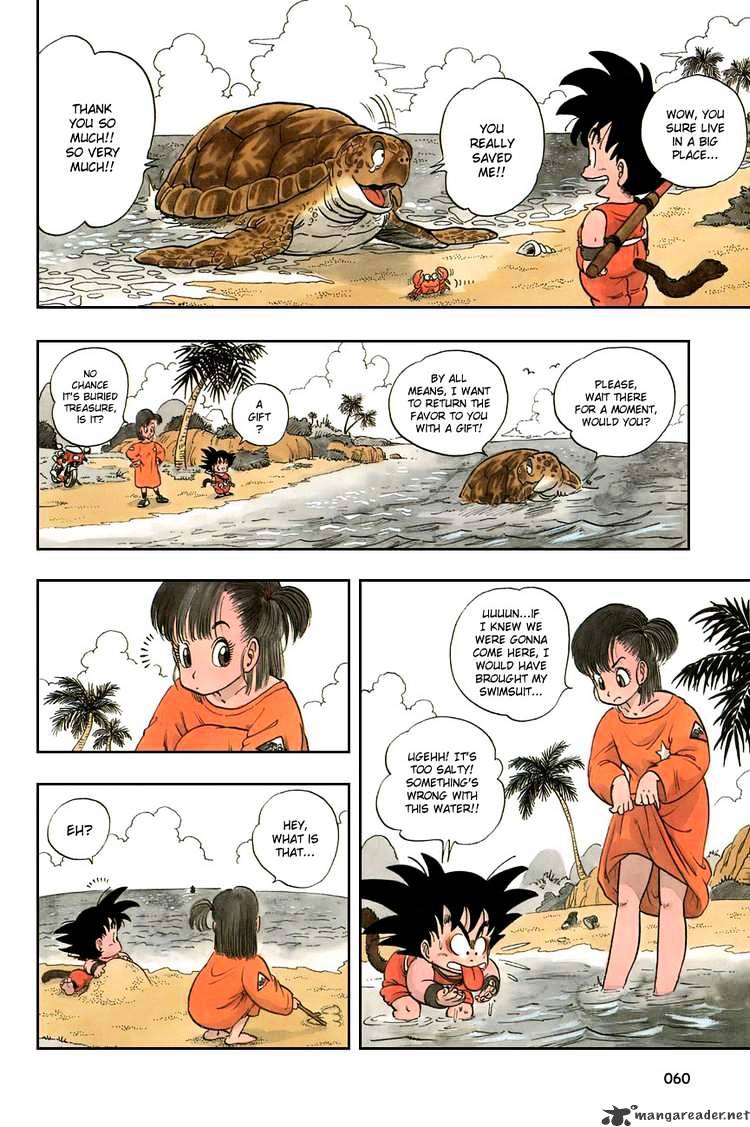 WOW, YOU
SURE LIVE
IN A BIG
PLACE...
YOU
REALLY
SAVED
ME!!
THANK
YOU SO
MUCH!!
SO VERY
MUCH!!
PLEASE,
WAIT THERE
FOR A MOMENT,
WOULD YOU?
BY ALL
MEANS, I WANT
TO RETURN THE
FAVOR TO YOU
WITH A GIFT!
A
GIFT
?
NO
CHANCE
IT'S BURIED
TREASURE,
IS IT?
UUUUN...IF
I KNEW WE
WERE GONNA
COME HERE, I
WOULD HAVE
BROUGHT MY
SWIMSUIT...
UGEHH! IT'S
TOO SALTY!
SOMETHING'S
WRONG WITH
THIS WATER!!
HEY,
WHAT IS
THAT...
EH?
060
mangareader.net